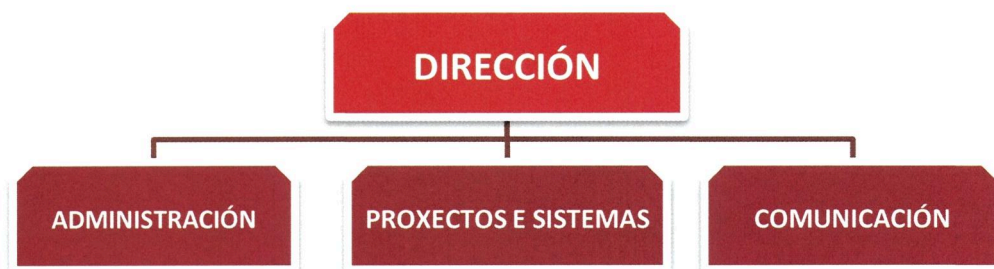 DIRECCIÓN
ADMINISTRACIÓN
PROXECTOS E SISTEMAS
COMUNICACIÓN